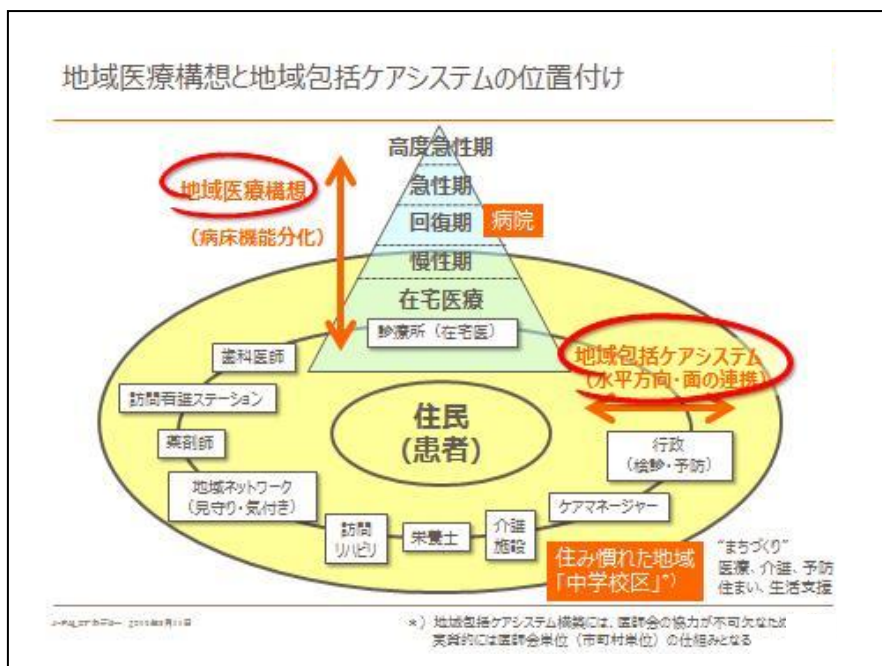 地域医療構想と地域包括ケアシステムの位置付け
高度急性期
地域医療構想
急性期
(病床機能分化)
回復期
病院
慢性期
在宅医療
診療所（在宅医）
歯科医師
地域包括ケアシステム
(水平方向・面の連携)
訪問看護ステーション
住民
(患者)
薬剤師
行政
（検診・予防）
地域ネットワーク
（見守り・気付き）
ケアマネージャー
訪問
リハビリ
栄養士
介護
施設
住み慣れた地域
「中学校区」*)
“まちづくり”
医療、介護、予防
住まい、生活支援
*）地域包括ケアシステム構築には、医師会の協力が不可欠なため
実質的には医師会単位（市町村単位）の仕組みとなる